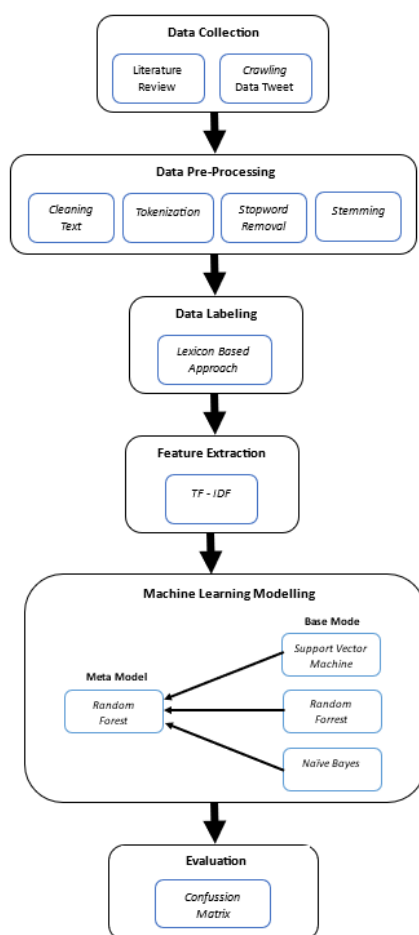 Data Collection
Literature
Review
Crawling
Data Tweet
Data Pre-Processing
Cleaning
Text
Tokenization
Stopword
Removal
Stemming
Data Labeling
Lexicon Based
Approach
Feature Extraction
TF - IDF
Machine Learning Modelling
Base Mode
Support Vector
Machine
Meta Model
Random
Forest
Random
Forrest
Naïve Bayes
Evaluation
Confussion
Matrix